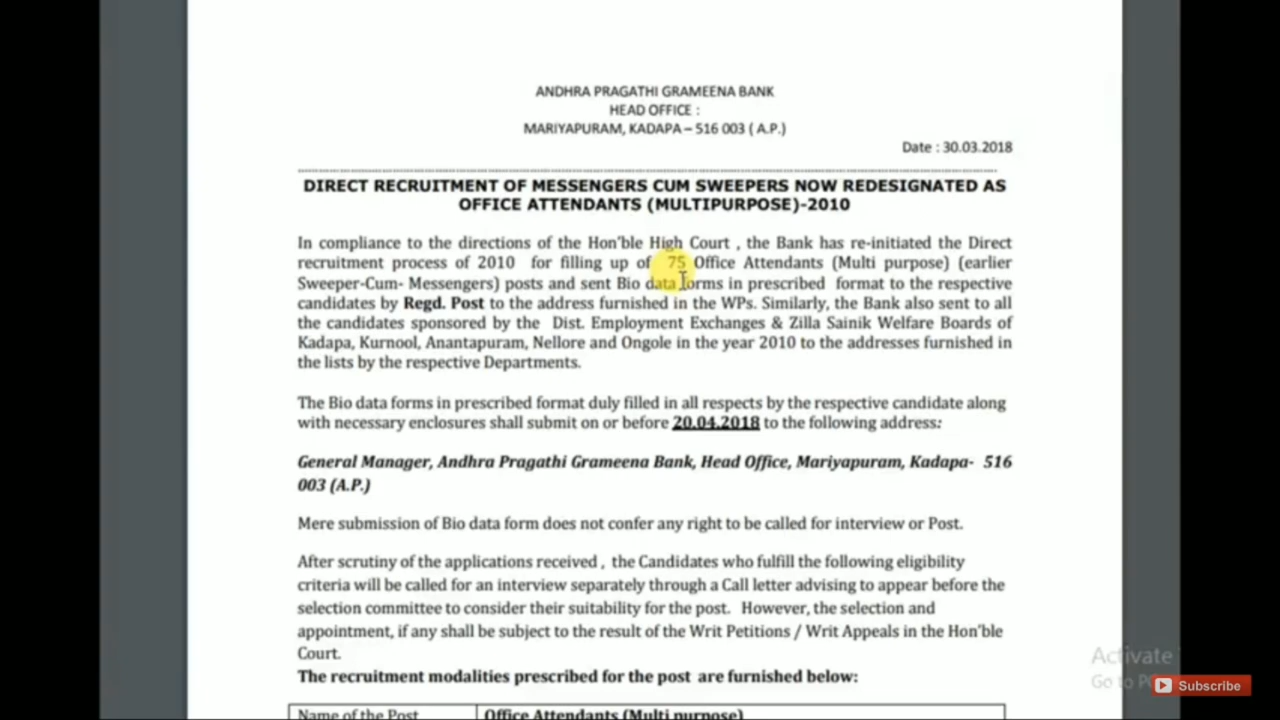 ANDHRA PRAGATHI GRAMEENA BANK
HEAD OFFICE :
MARIYAPURAM, KADAPA – 516 003 ( A.P.)
Date : 30.03.2018
DIRECT RECRUITMENT OF MESSENGERS CUM SWEEPERS NOW REDESIGNATED AS
OFFICE ATTENDANTS (MULTIPURPOSE)-2010
In compliance to the directions of the Hon'ble High Court , the Bank has re-initiated the Direct
recruitment process of 2010 for filling up of 75 Office Attendants (Multi purpose) (earlier
Sweeper-Cum- Messengers) posts and sent Bio data forms in prescribed format to the respective
candidates by Regd. Post to the address furnished in the WPs. Similarly, the Bank also sent to all
the candidates sponsored by the Dist. Employment Exchanges & Zilla Sainik Welfare Boards of
Kadapa, Kurnool, Anantapuram, Nellore and Ongole in the year 2010 to the addresses furnished in
the lists by the respective Departments.
The Bio data forms in prescribed format duly filled in all respects by the respective candidate along
with necessary enclosures shall submit on or before 20.04.2018 to the following address:
General Manager, Andhra Pragathi Grameena Bank, Head Office, Mariyapuram, Kadapa- 516
003 (A.P.)
Mere submission of Bio data form does not confer any right to be called for interview or Post.
After scrutiny of the applications received , the Candidates who fulfill the following eligibility
criteria will be called for an interview separately through a Call letter advising to appear before the
selection committee to consider their suitability for the post. However, the selection and
appointment, if any shall be subject to the result of the Writ Petitions / Writ Appeals in the Hon'ble
Court.
The recruitment modalities prescribed for the post are furnished below:
Name of the Post Office Attendants (Multi purpose)
Activate
Go to
Subscribe